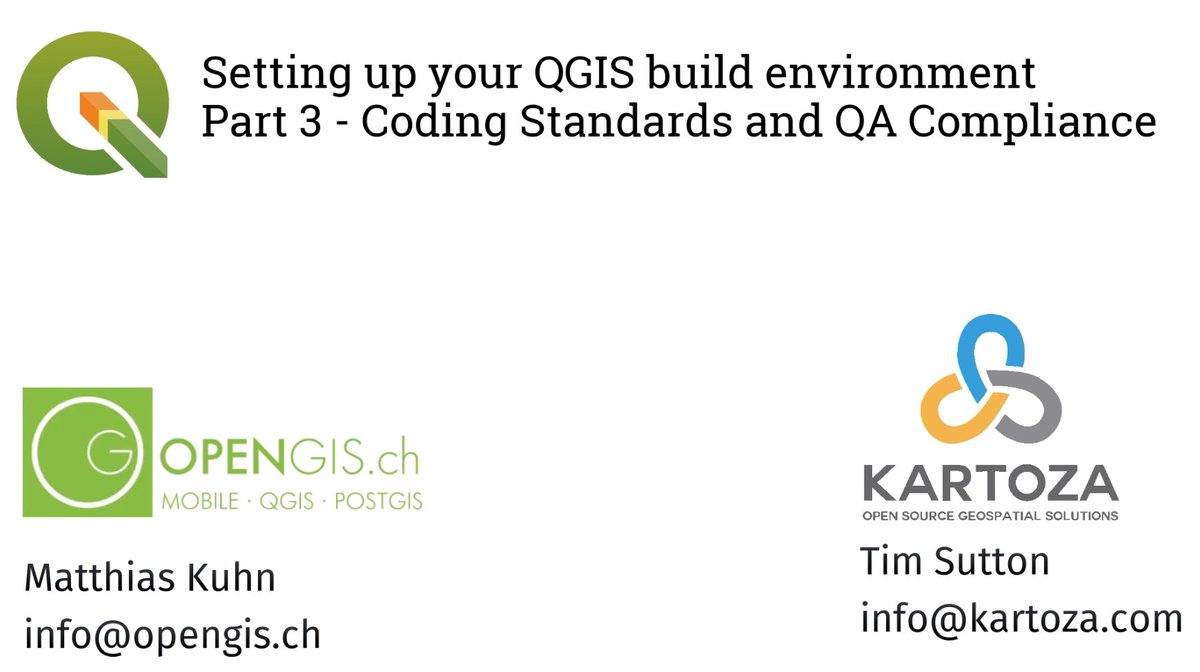 Setting up your QGIS build environment
Part 3 - Coding Standards and QA Compliance
OPENGIS.ch
MOBILE · QGIS · POSTGIS
Matthias Kuhn
info@opengis.ch
KARTOZA
OPEN SOURCE GEOSPATIAL SOLUTIONS
Tim Sutton
info@kartoza.com